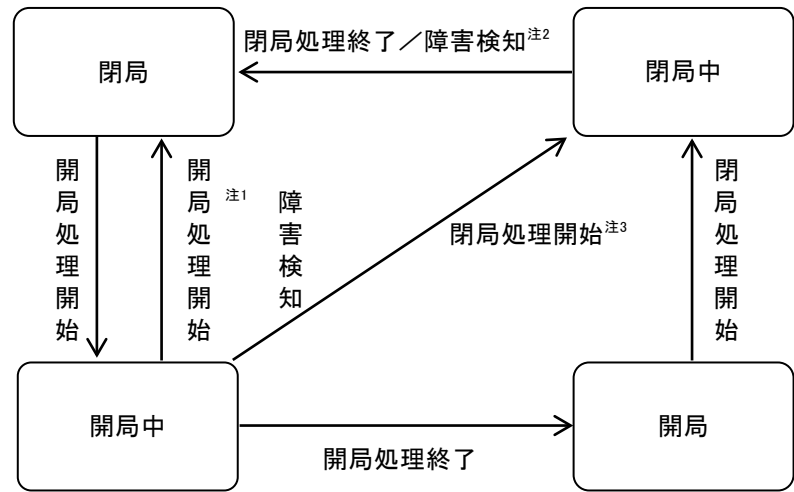 閉局
閉局処理終了／障害検知注2
閉局中
開局処理開始
開局処理開始
注1
障害検知
閉局処理開始注3
閉局処理開始
開局中
開局処理終了
開局